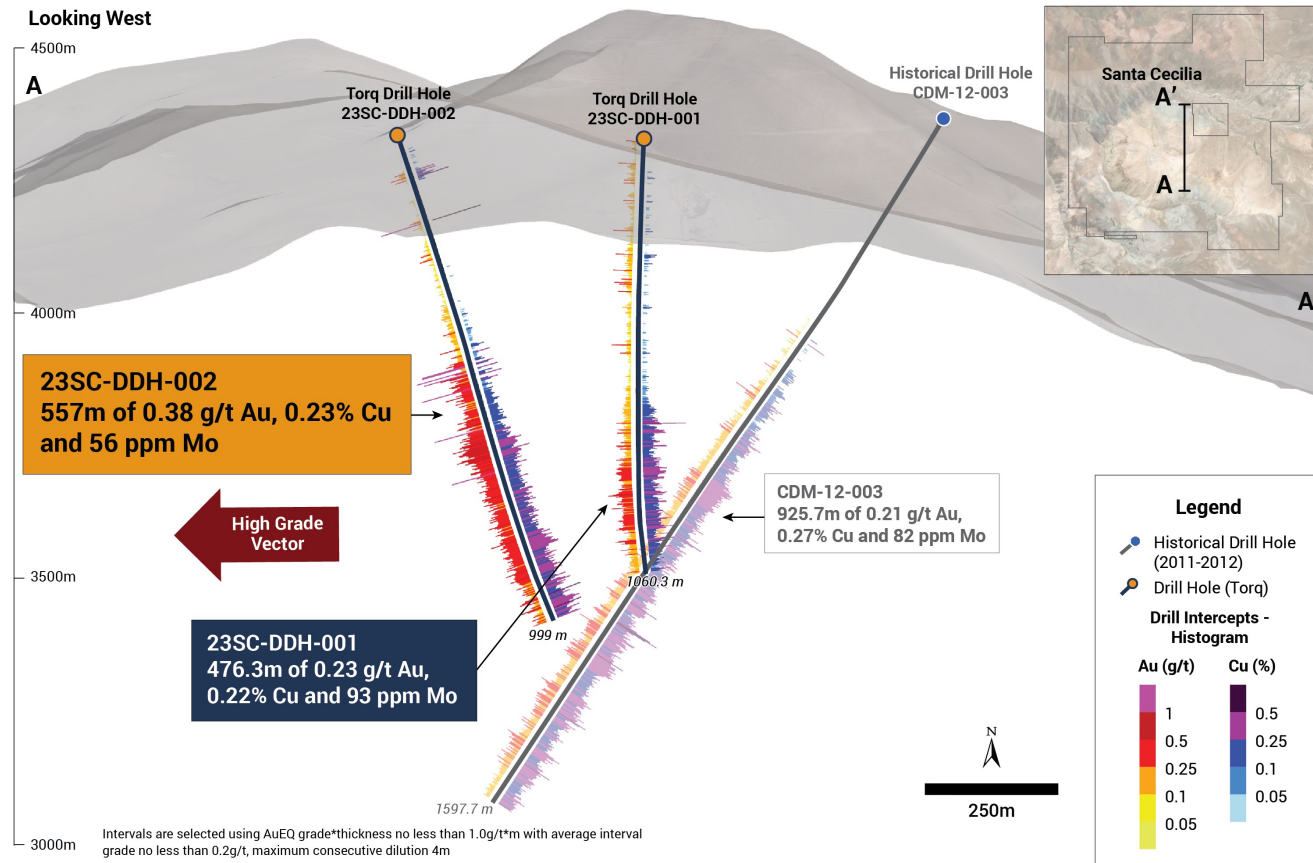 Looking West
4500m
A
Torq Drill Hole
23SC-DDH-002
Torq Drill Hole
23SC-DDH-001
Historical Drill Hole
CDM-12-003
Santa Cecilia
A’
A
A
4000m
23SC-DDH-002
557m of 0.38 g/t Au, 0.23% Cu
and 56 ppm Mo
High Grade
Vector
CDM-12-003
925.7m of 0.21 g/t Au,
0.27% Cu and 82 ppm Mo
3500m
1060.3 m
999 m
23SC-DDH-001
476.3m of 0.23 g/t Au,
0.22% Cu and 93 ppm Mo
1597.7 m
N
250m
Legend
Historical Drill Hole
(2011-2012)
Drill Hole (Torq)
Drill Intercepts -
Histogram
Au (g/t) Cu (%)
1
0.5
0.25
0.1
0.05
0.5
0.25
0.1
0.05
3000m
Intervals are selected using AuEQ grade*thickness no less than 1.0g/t*m with average interval
grade no less than 0.2g/t, maximum consecutive dilution 4m